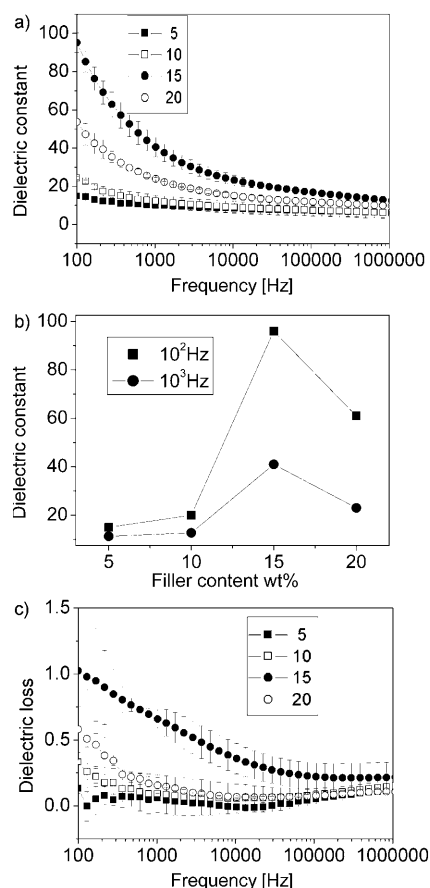 a)
100
80
60
40
20
0
Dielectric constant
5
10
15
20
100 1000 10000 100000 1000000
Frequency [Hz]
b)
100
80
60
40
20
Dielectric constant
10²Hz
10³Hz
5 10 15 20
Filler content wt%
c)
1.5
1.0
0.5
0.0
Dielectric loss
5
10
15
20
100 1000 10000 100000 1000000
Frequency [Hz]